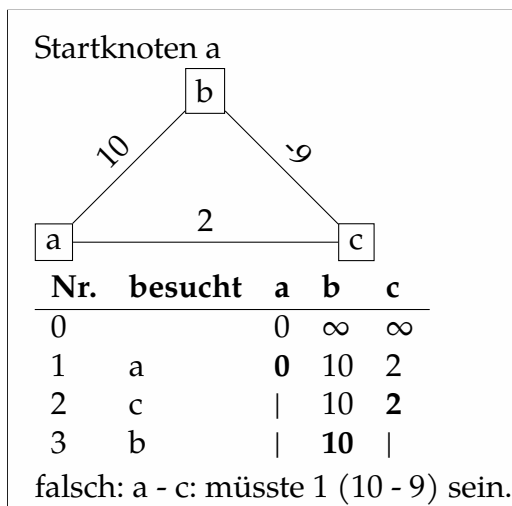 Startknoten a
b
10
-9
2
a
c
Nr. besucht a b c
0 0 ∞ ∞
1 a 0 10 2
2 c | 10 2
3 b | 10 |
falsch: a - c: müsste 1 (10 - 9) sein.